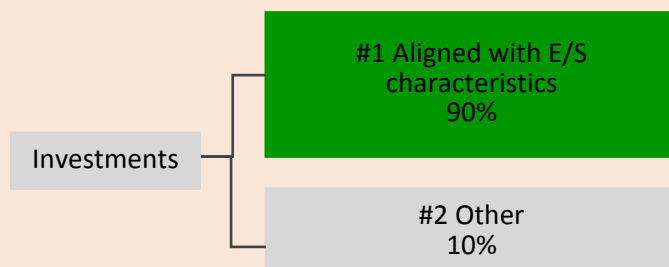 #1 Aligned with E/S
characteristics
90%
Investments
#2 Other
10%